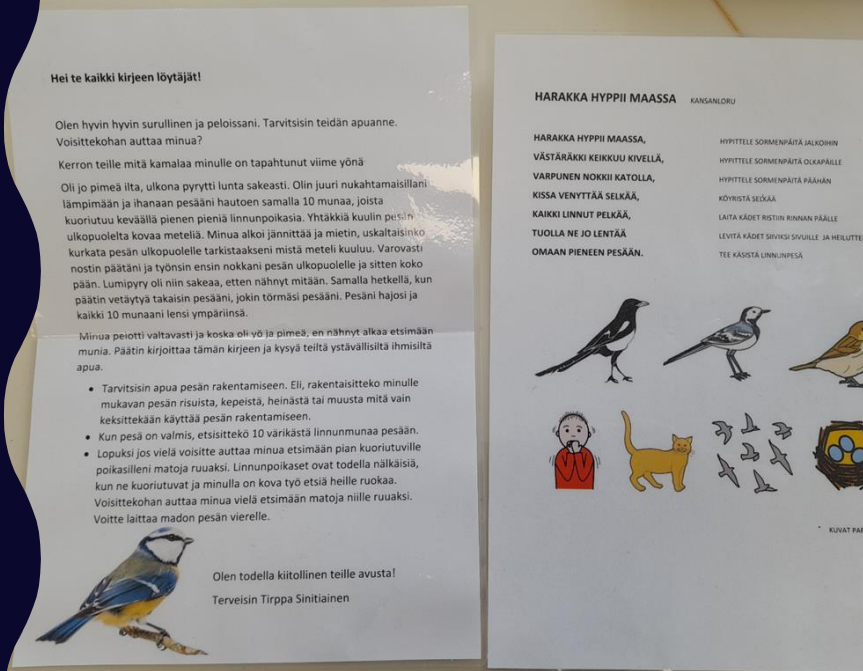 Hei te kaikki kirjeen löytäjät!
Olen hyvin hyvin surullinen ja peloissani. Tarvitsisin teidän apuanne.
Voisittekohan auttaa minua?
Kerron teille mitä kamalaa minulle on tapahtunut viime yönä
Oli jo pimeä ilta, ulkona pyrytti lunta sakeasti. Olin juuri nukahtamaisillani
lämpimään ja ihanaan pesääni hautoen samalla 10 munaa, joista
kuoriutuu keväällä pienen pieniä linnunpoikasia. Yhtäkkiä kuulin pesän
ulkopuolelta kovaa meteliä. Minua alkoi jännittää ja mietin, uskaltaisinko
kurkata pesän ulkopuolelle tarkistaakseni mistä meteli kuuluu. Varovasti
nostin päätäni ja työnsin ensin nokkani pesän ulkopuolelle ja sitten koko
pään. Lumipyry oli niin sakeaa, etten nähnyt mitään. Samalla hetkellä, kun
päätin vetäytyä takaisin pesääni, jokin törmäsi pesääni. Pesäni hajosi ja
kaikki 10 munaani lensi ympäriinsä.
Minua pelotti valtavasti ja koska oli yö ja pimeä, en nähnyt alkaa etsimään
munia. Päätin kirjoittaa tämän kirjeen ja kysyä teiltä ystävällisiltä ihmisiltä
apua.
• Tarvitsisin apua pesän rakentamiseen. Eli, rakentaisitteko minulle
mukavan pesän risuista, kepeistä, heinästä tai muusta mitä vain
keksittekään käyttää pesän rakentamiseen.
• Kun pesä on valmis, etsisittekö 10 värikästä linnunmunaa pesään.
• Lopuksi jos vielä voisitte auttaa minua etsimään pian kuoriutuville
poikasilleni matoja ruuaksi. Linnunpoikaset ovat todella nälkäisiä,
kun ne kuoriutuvat ja minulla on kova työ etsiä heille ruokaa.
Voisittekohan auttaa minua vielä etsimään matoja niille ruuaksi.
Voitte laittaa madon pesän vierelle.
Olen todella kiitollinen teille avusta!
Terveisin Tirppa Sinitiainen
HARAKKA HYPPII MAASSA KANSANLORU
HARAKKA HYPPII MAASSA, HYPITTELE SORMENPÄITÄ JALKOIHIN
VÄSTÄRÄKKI KEIKKUU KIVELLÄ, HYPITTELE SORMENPÄITÄ OLKAPÄILLE
VARPUNEN NOKKII KATOLLA, HYPITTELE SORMENPÄITÄ PÄÄHÄN
KISSA VENYTTÄÄ SELKÄÄ, KÖYRISTÄ SELKÄÄ
KAIKKI LINNUT PELKÄÄ, LAITA KÄDET RISTIIN RINNAN PÄÄLLE
TUOLLA NE JO LENTÄÄ LEVITÄ KÄDET SIIVIKSI SIVUILLE JA
OMAAN PIENEEN PESÄÄN. TEE KÄSISTÄ LINNUNPESÄ
* KUVAT